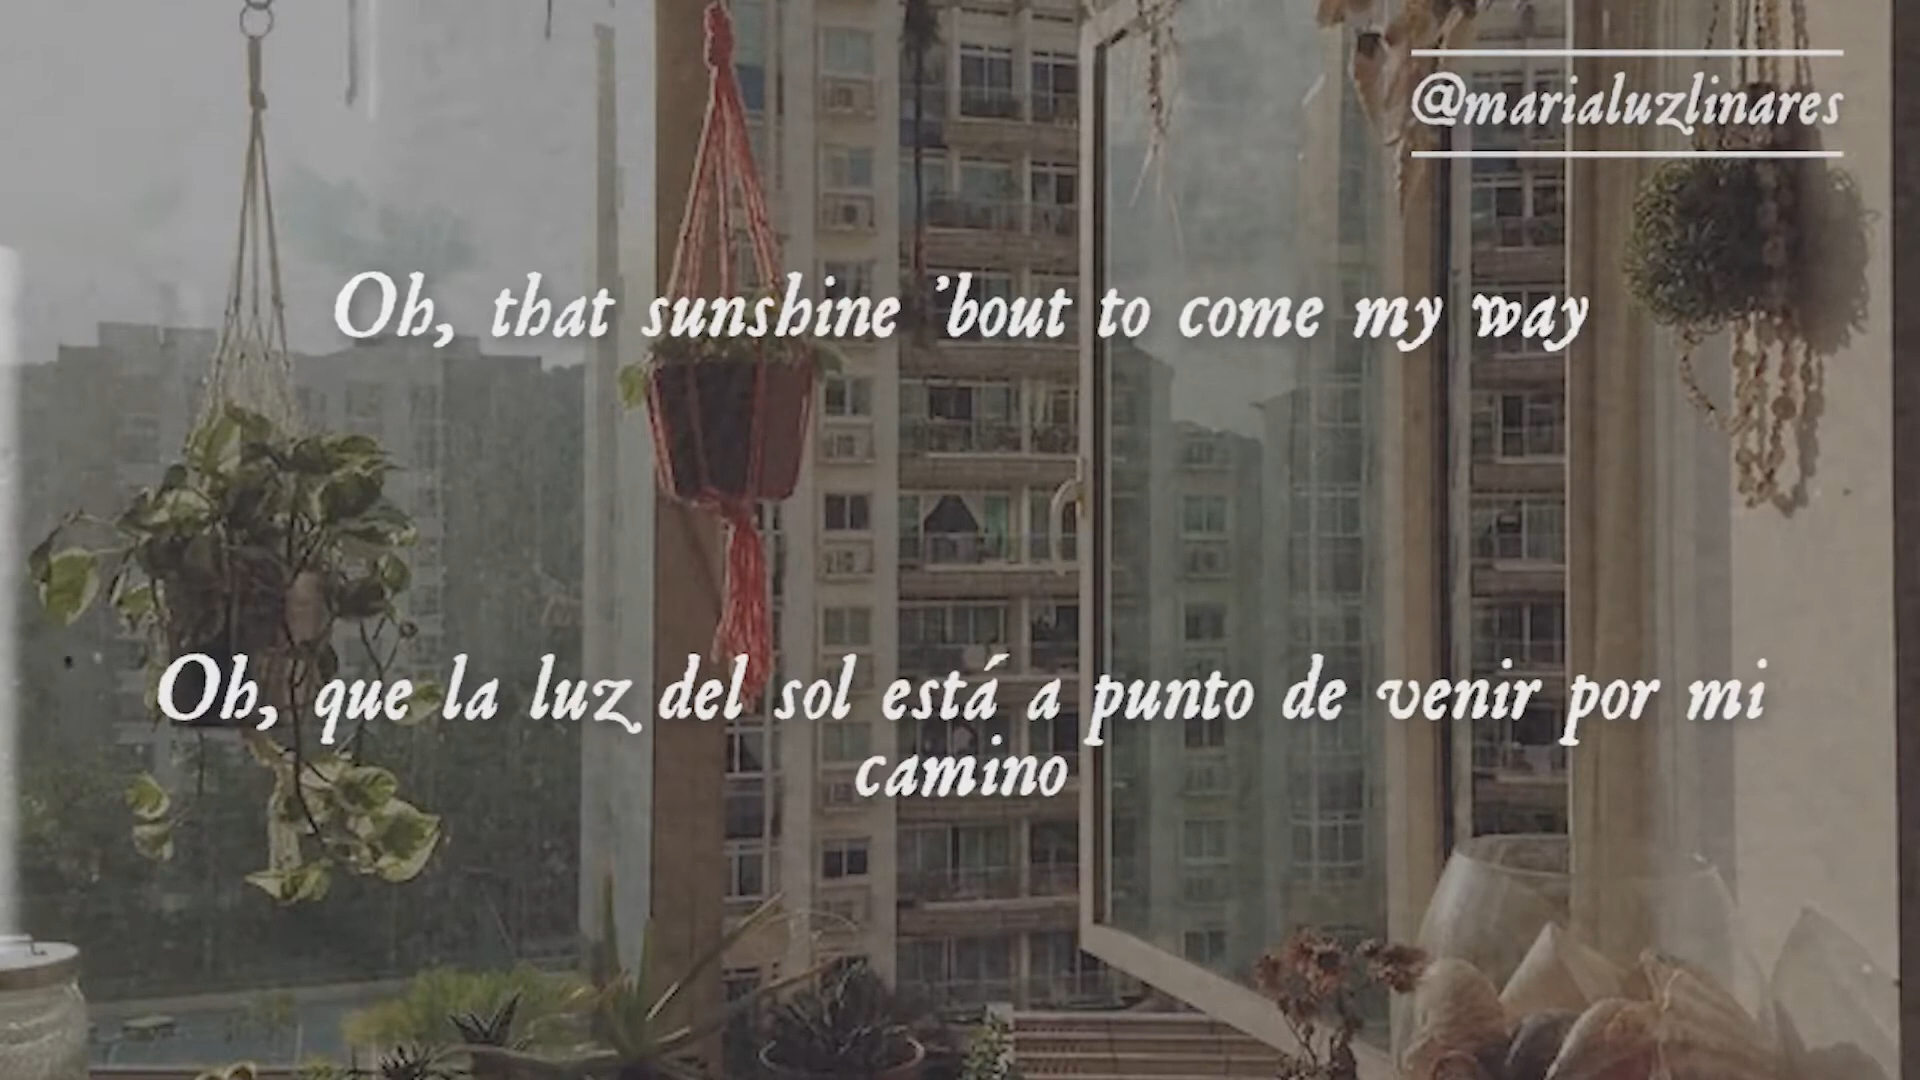 @marialuzlinares
Oh, that sunshine 'bout to come my way
Oh, que la luz del sol está a punto de venir por mi
camino